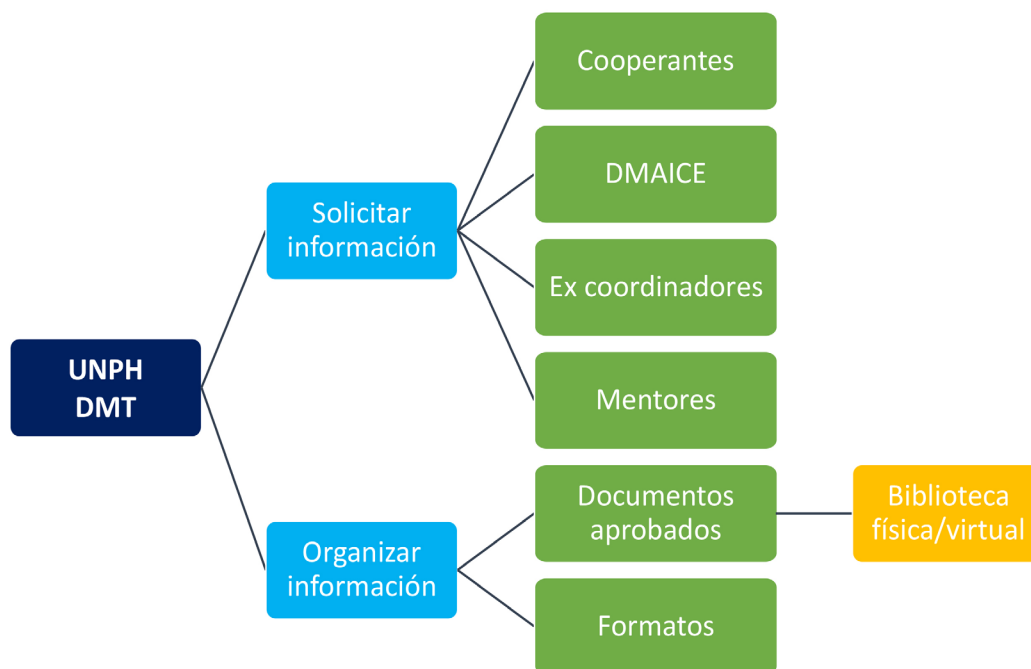 UNPH
DMT
Solicitar
información
Cooperantes
DMAICE
Ex coordinadores
Mentores
Organizar
información
Documentos
aprobados
Biblioteca
física/virtual
Formatos